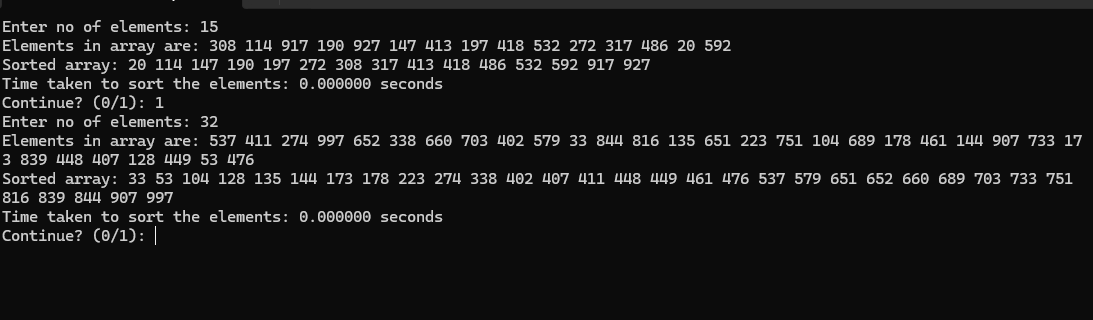 Enter no of elements: 15
Elements in array are: 308 114 917 190 927 147 413 197 418 532 272 317 486 20 592
Sorted array: 20 114 147 190 197 272 308 317 413 418 486 532 592 917 927
Time taken to sort the elements: 0.000000 seconds
Continue? (0/1): 1
Enter no of elements: 32
Elements in array are: 537 411 274 997 652 338 660 703 402 579 33 844 816 135 651 223 751 104 689 178 461 144 907 733 17
3 839 448 407 128 449 53 476
Sorted array: 33 53 104 128 135 144 173 178 223 274 338 402 407 411 448 449 461 476 537 579 651 652 660 689 703 733 751
816 839 844 907 997
Time taken to sort the elements: 0.000000 seconds
Continue? (0/1):